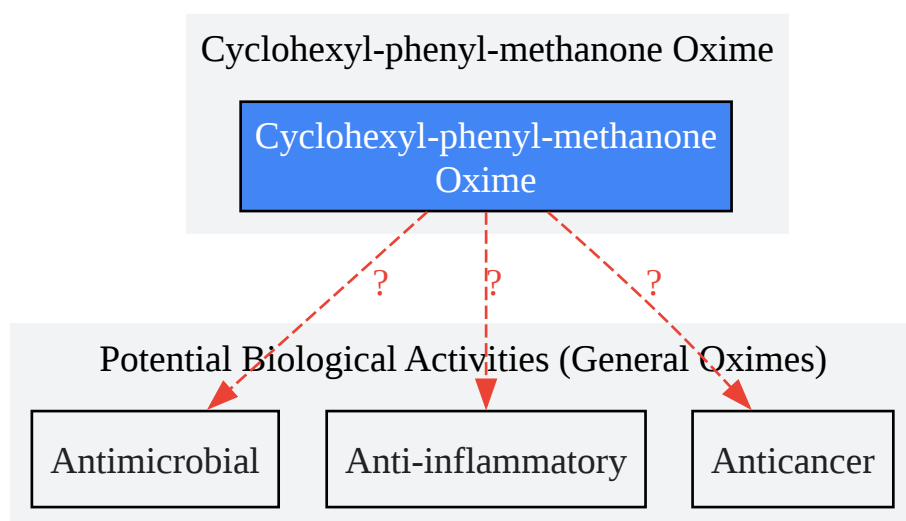 Cyclohexyl-phenyl-methanone Oxime
Cyclohexyl-phenyl-methanone
Oxime
? ? ?
Potential Biological Activities (General Oximes)
Antimicrobial Anti-inflammatory Anticancer